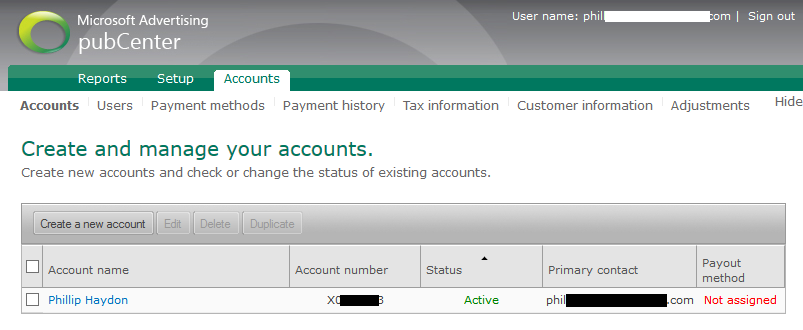 Microsoft Advertising
pubCenter
User name: phil .com | Sign out
Reports Setup Accounts
Accounts Users Payment methods Payment history Tax information Customer information Adjustments Hide
Create and manage your accounts.
Create new accounts and check or change the status of existing accounts.
Create a new account Edit Delete Duplicate
Account name Account number Status Primary contact Payout method
Phillip Haydon X0 3 Active phil .com Not assigned